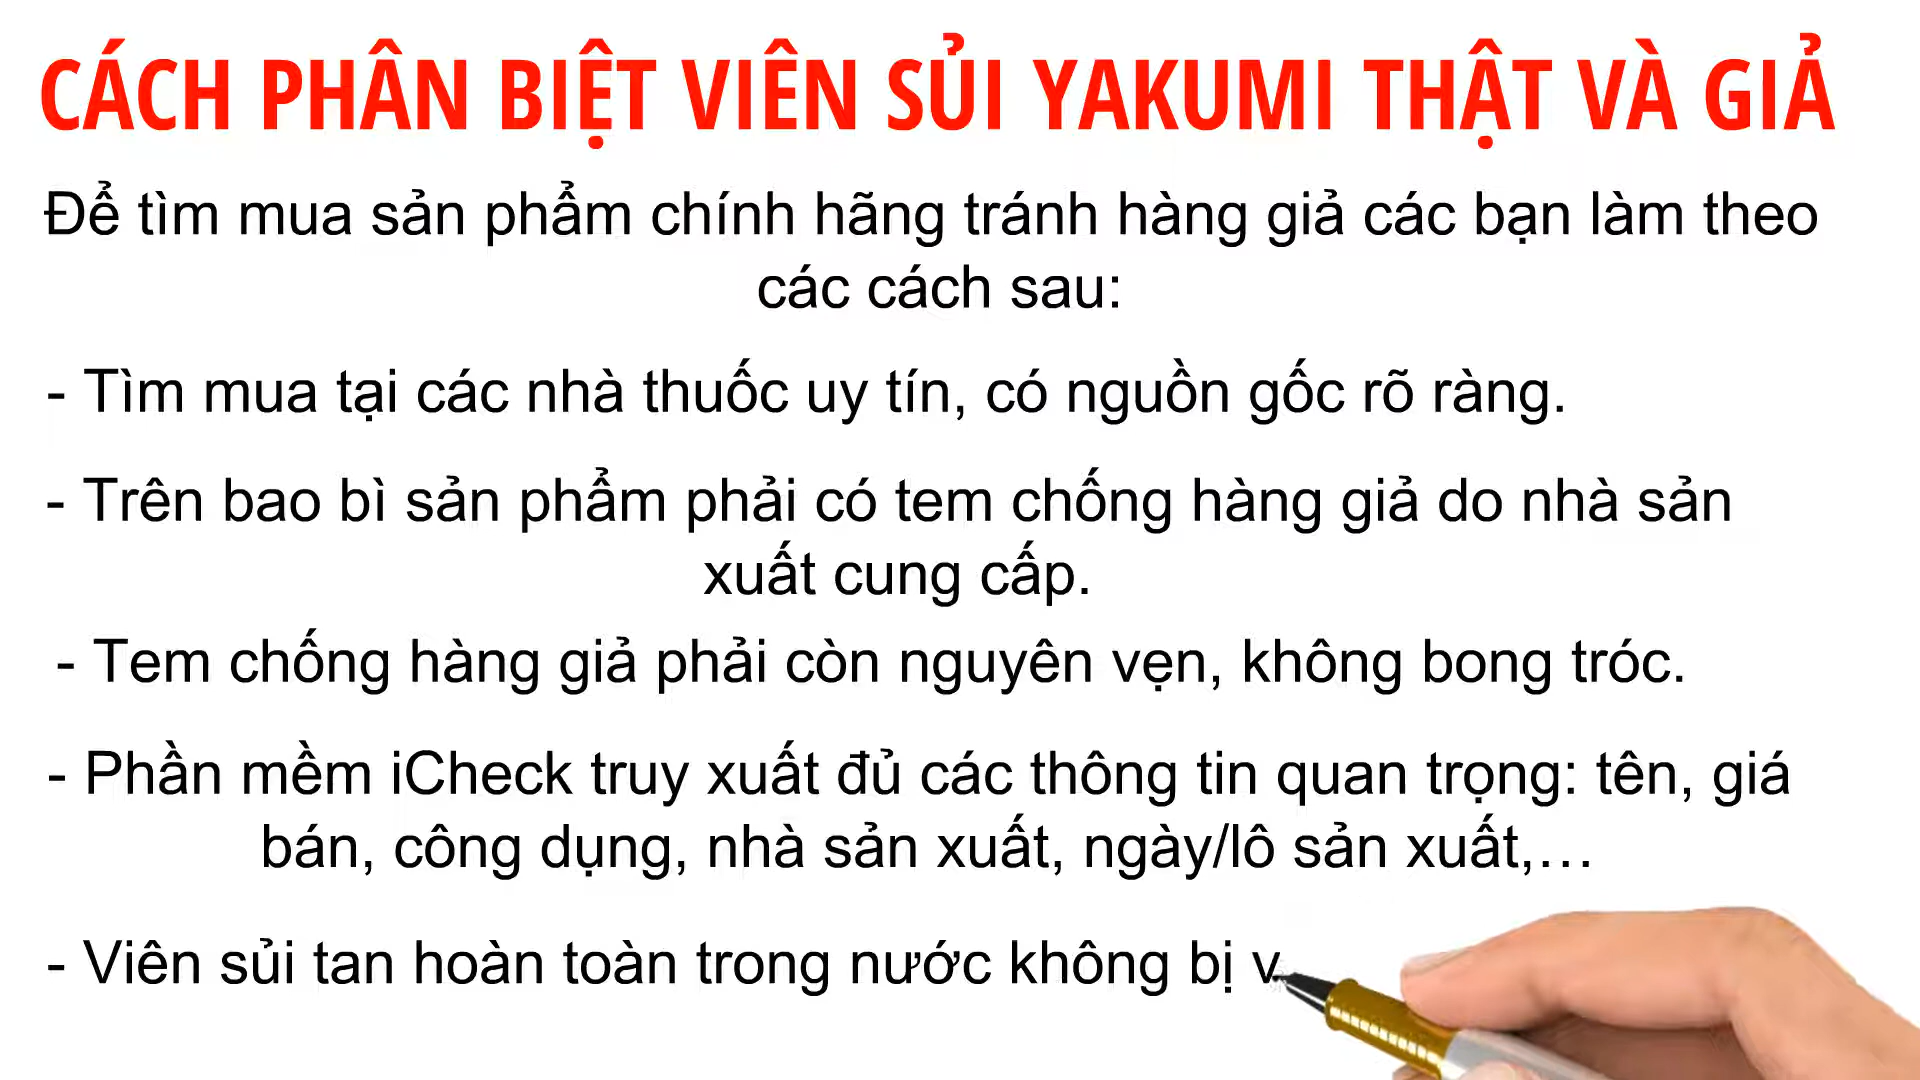 CÁCH PHÂN BIỆT VIÊN SỦI YAKUMI THẬT VÀ GIẢ
Để tìm mua sản phẩm chính hãng tránh hàng giả các bạn làm theo
các cách sau:
- Tìm mua tại các nhà thuốc uy tín, có nguồn gốc rõ ràng.
- Trên bao bì sản phẩm phải có tem chống hàng giả do nhà sản
xuất cung cấp.
- Tem chống hàng giả phải còn nguyên vẹn, không bong tróc.
- Phần mềm iCheck truy xuất đủ các thông tin quan trọng: tên, giá
bán, công dụng, nhà sản xuất, ngày/lô sản xuất,…
- Viên sủi tan hoàn toàn trong nước không bị